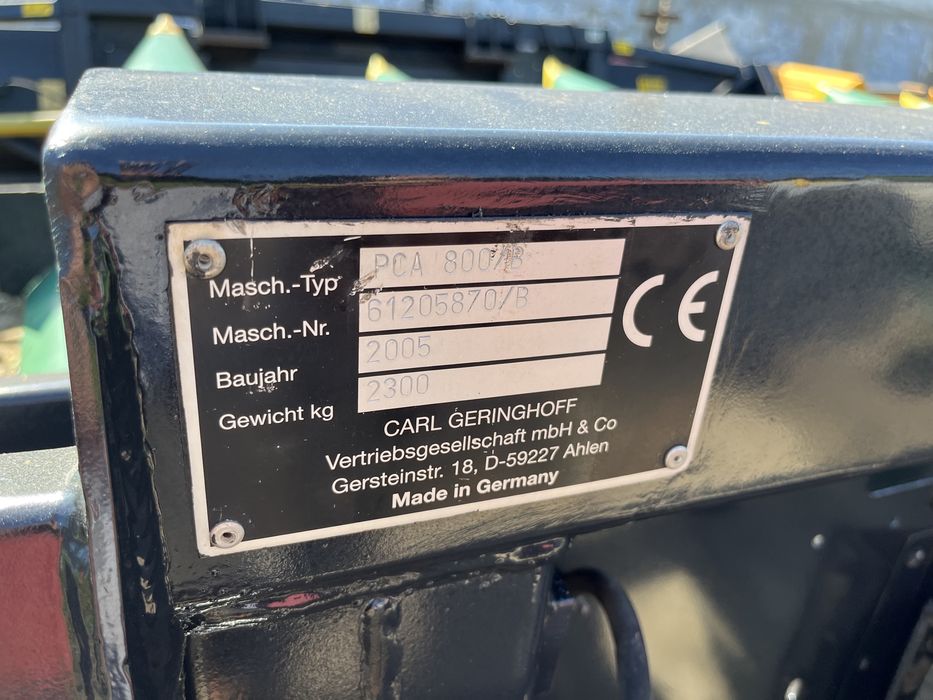 Masch.-Typ PCA 800/B
Masch.-Nr. 61205870/B
Baujahr 2005
Gewicht kg 2300
CE
CARL GERINGHOFF
Vertriebsgesellschaft mbH & Co
Gersteinstr. 18, D-59227 Ahlen
Made in Germany